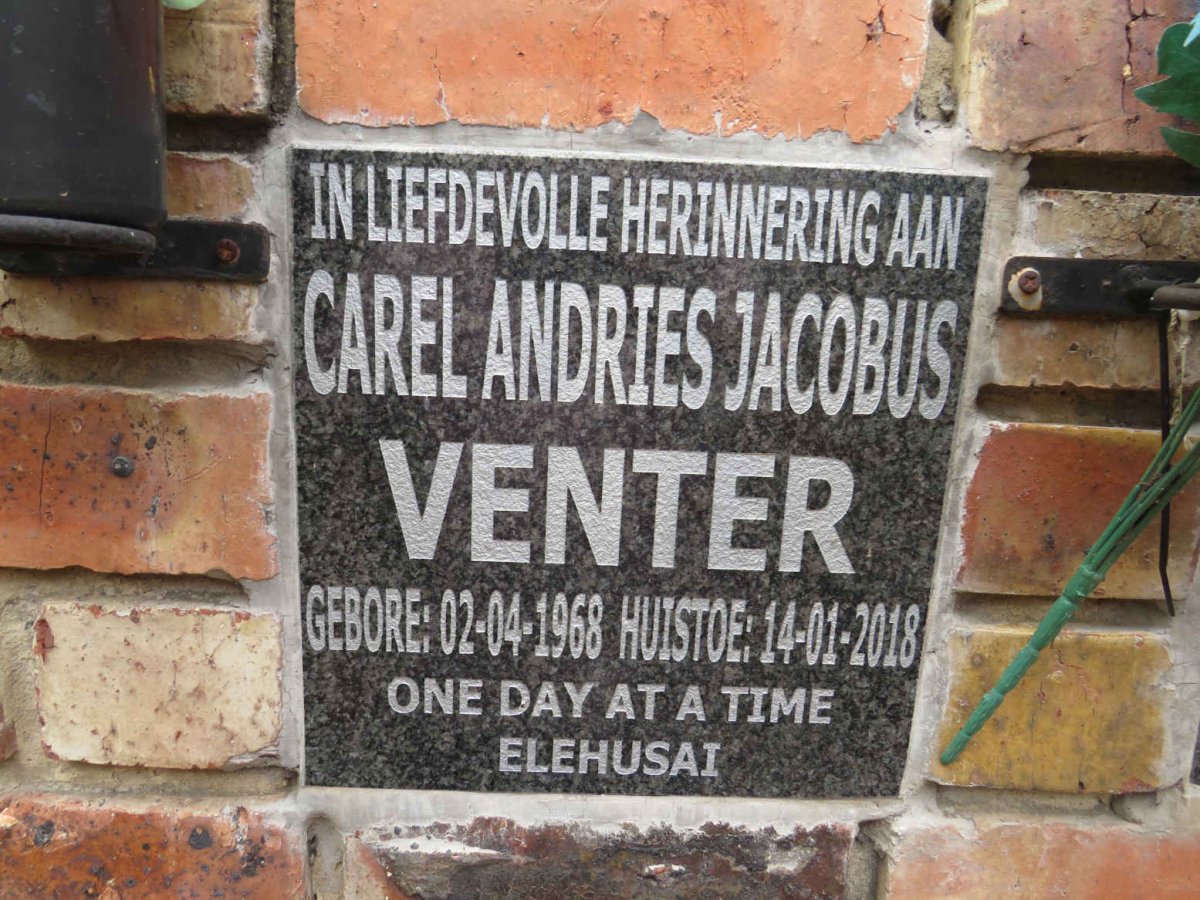 IN LIEFDEVOLLE HERINNERING AAN
CAREL ANDRIES JACOBUS
VENTER
GEBORE: 02-04-1968 HUISTOE: 14-01-2018
ONE DAY AT A TIME
ELEHUSAI